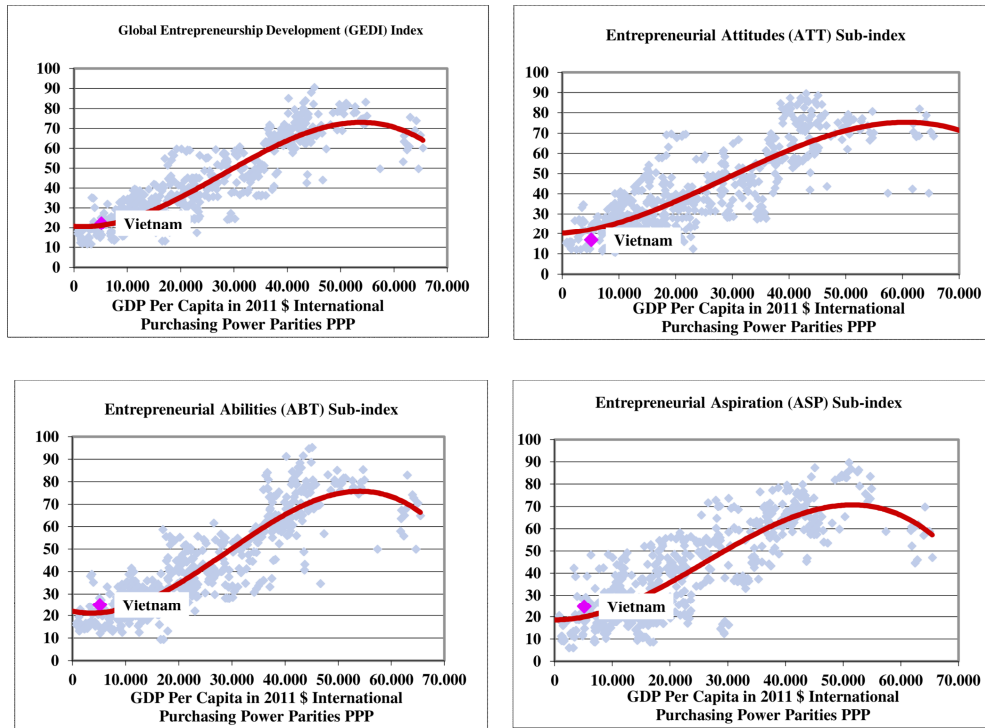 Global Entrepreneurship Development (GEDI) Index
100
90
80
70
60
50
40
30
20
10
0
Vietnam
0 10.000 20.000 30.000 40.000 50.000 60.000 70.000
GDP Per Capita in 2011 $ International
Purchasing Power Parities PPP
Entrepreneurial Attitudes (ATT) Sub-index
100
90
80
70
60
50
40
30
20
10
0
Vietnam
0 10.000 20.000 30.000 40.000 50.000 60.000 70.000
GDP Per Capita in 2011 $ International
Purchasing Power Parities PPP
Entrepreneurial Abilities (ABT) Sub-index
100
90
80
70
60
50
40
30
20
10
0
Vietnam
0 10.000 20.000 30.000 40.000 50.000 60.000 70.000
GDP Per Capita in 2011 $ International
Purchasing Power Parities PPP
Entrepreneurial Aspiration (ASP) Sub-index
100
90
80
70
60
50
40
30
20
10
0
Vietnam
0 10.000 20.000 30.000 40.000 50.000 60.000 70.000
GDP Per Capita in 2011 $ International
Purchasing Power Parities PPP